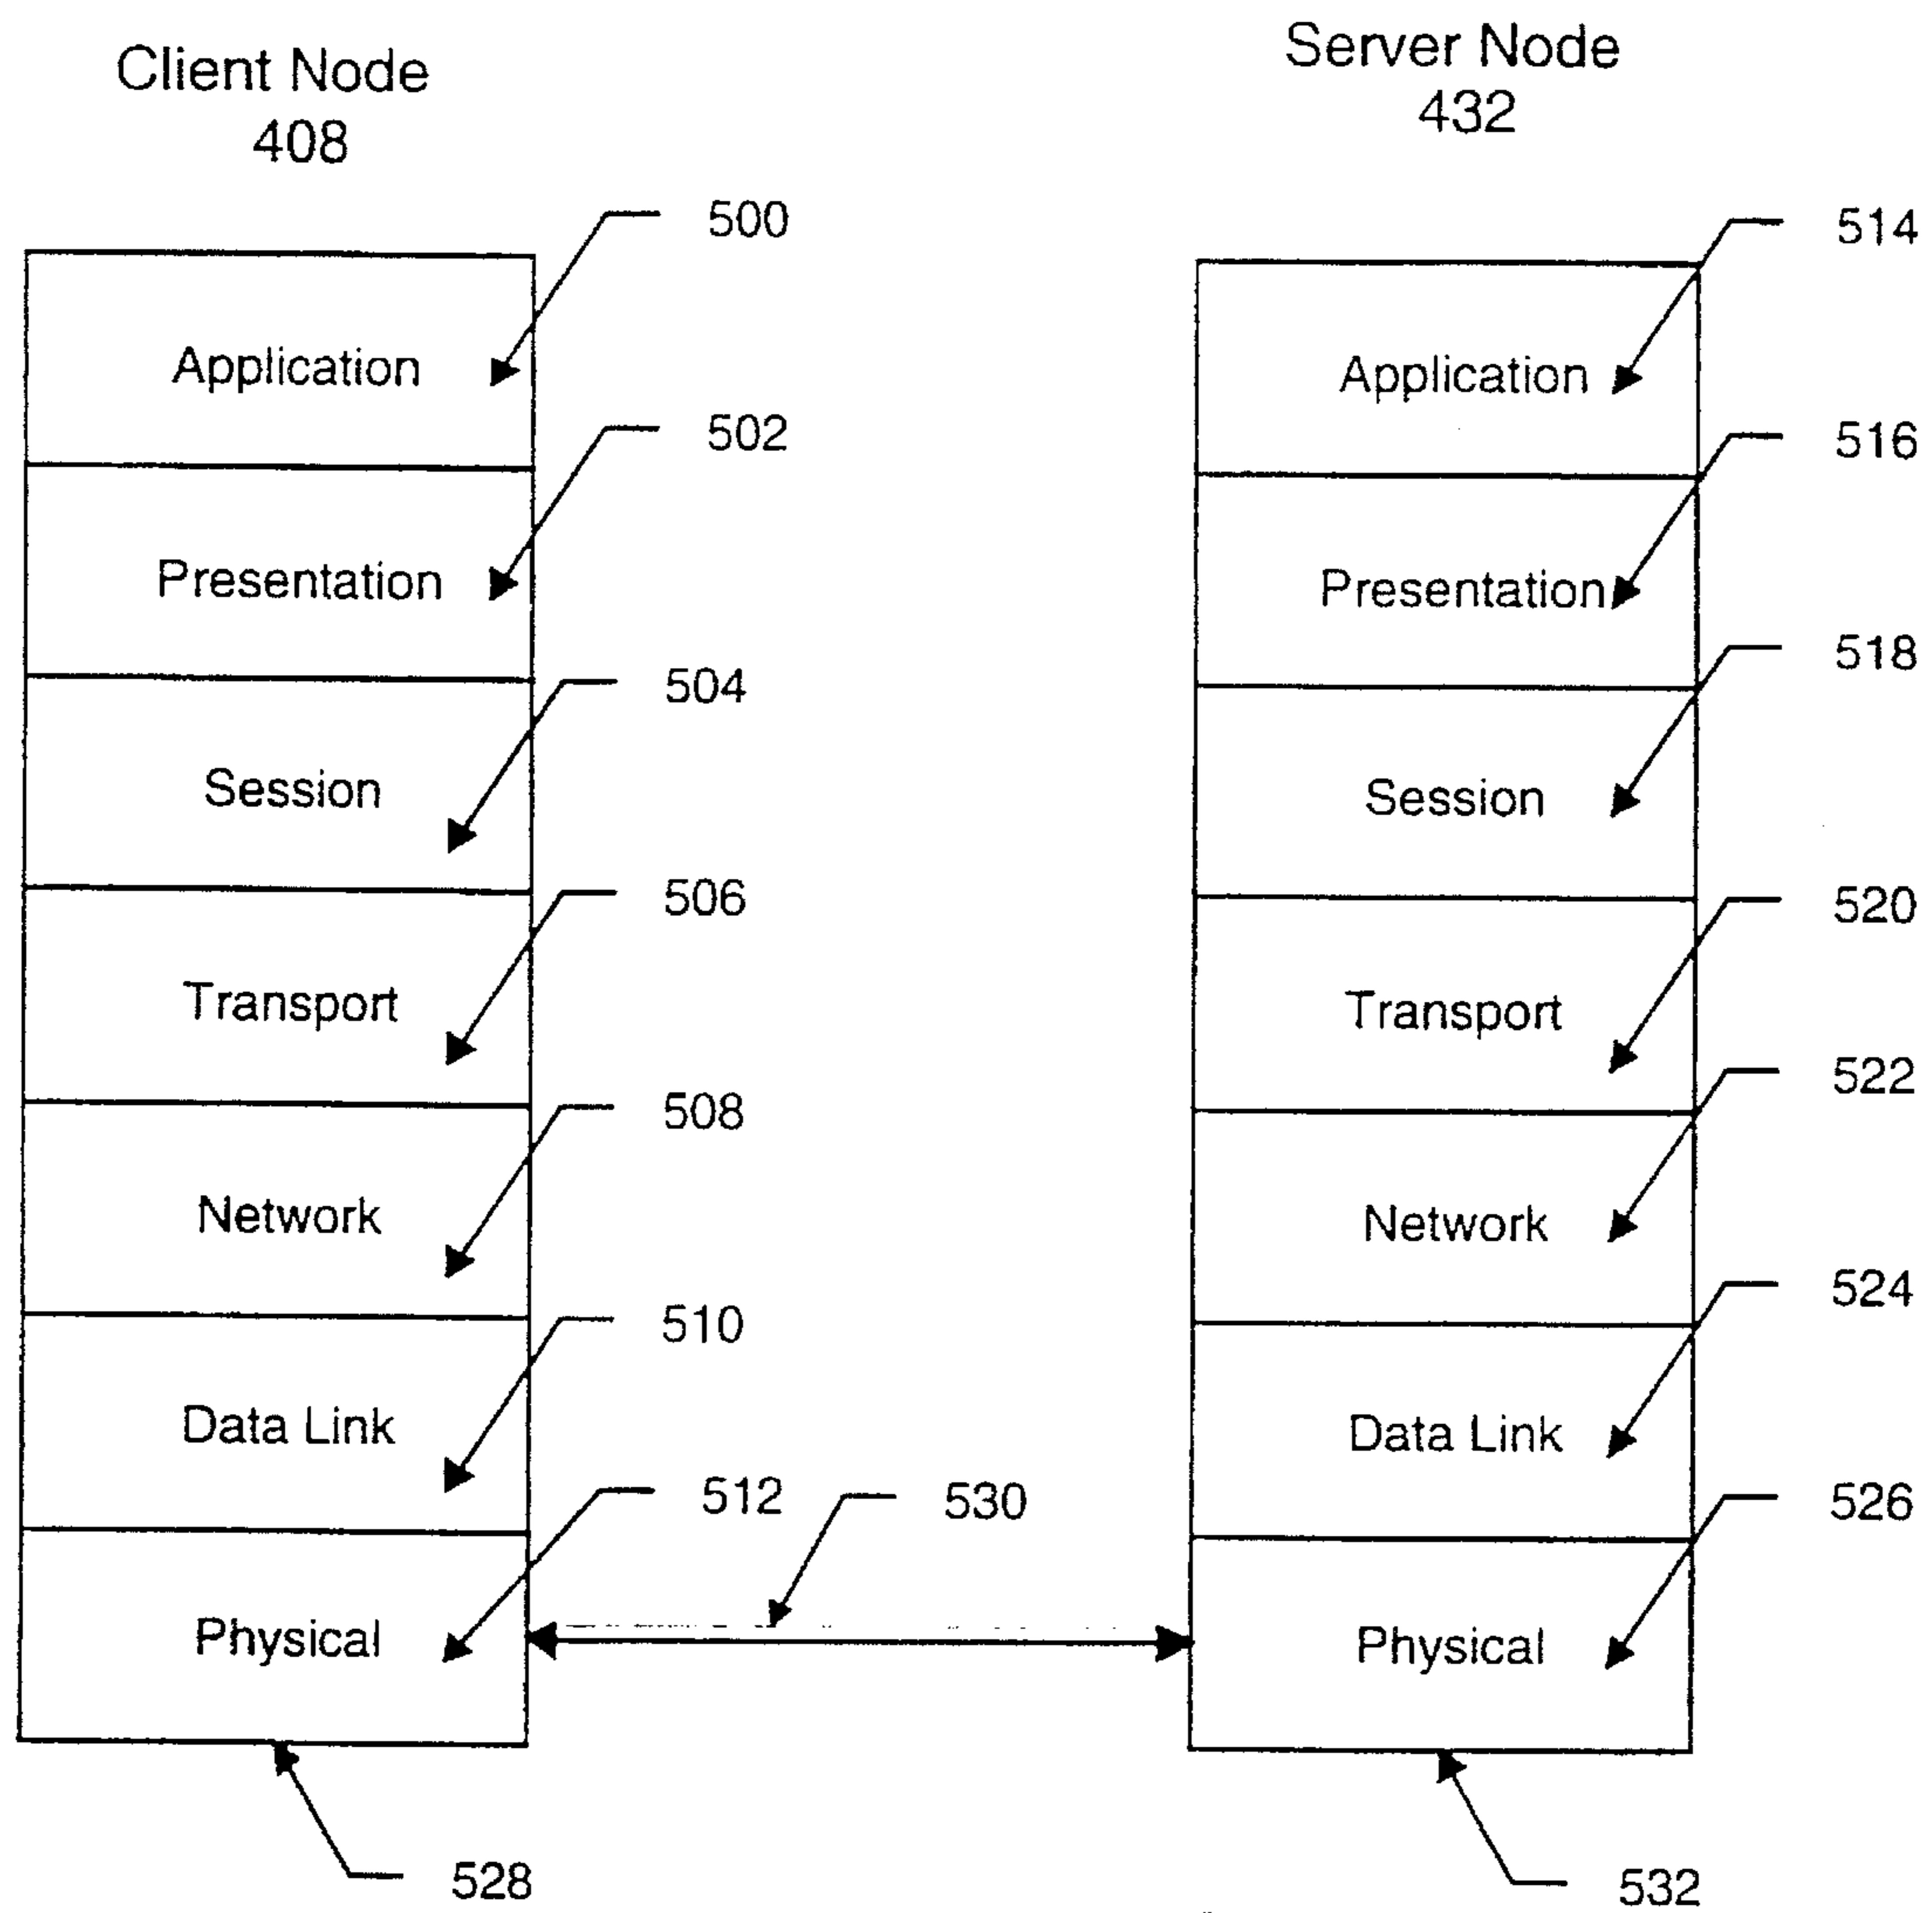 Client Node
408
Server Node
432
500
514
Application
Application
502
516
Presentation
Presentation
504
518
Session
Session
506
520
Transport
Transport
508
522
Network
Network
510
524
Data Link
Data Link
512
530
526
Physical
Physical
528
532